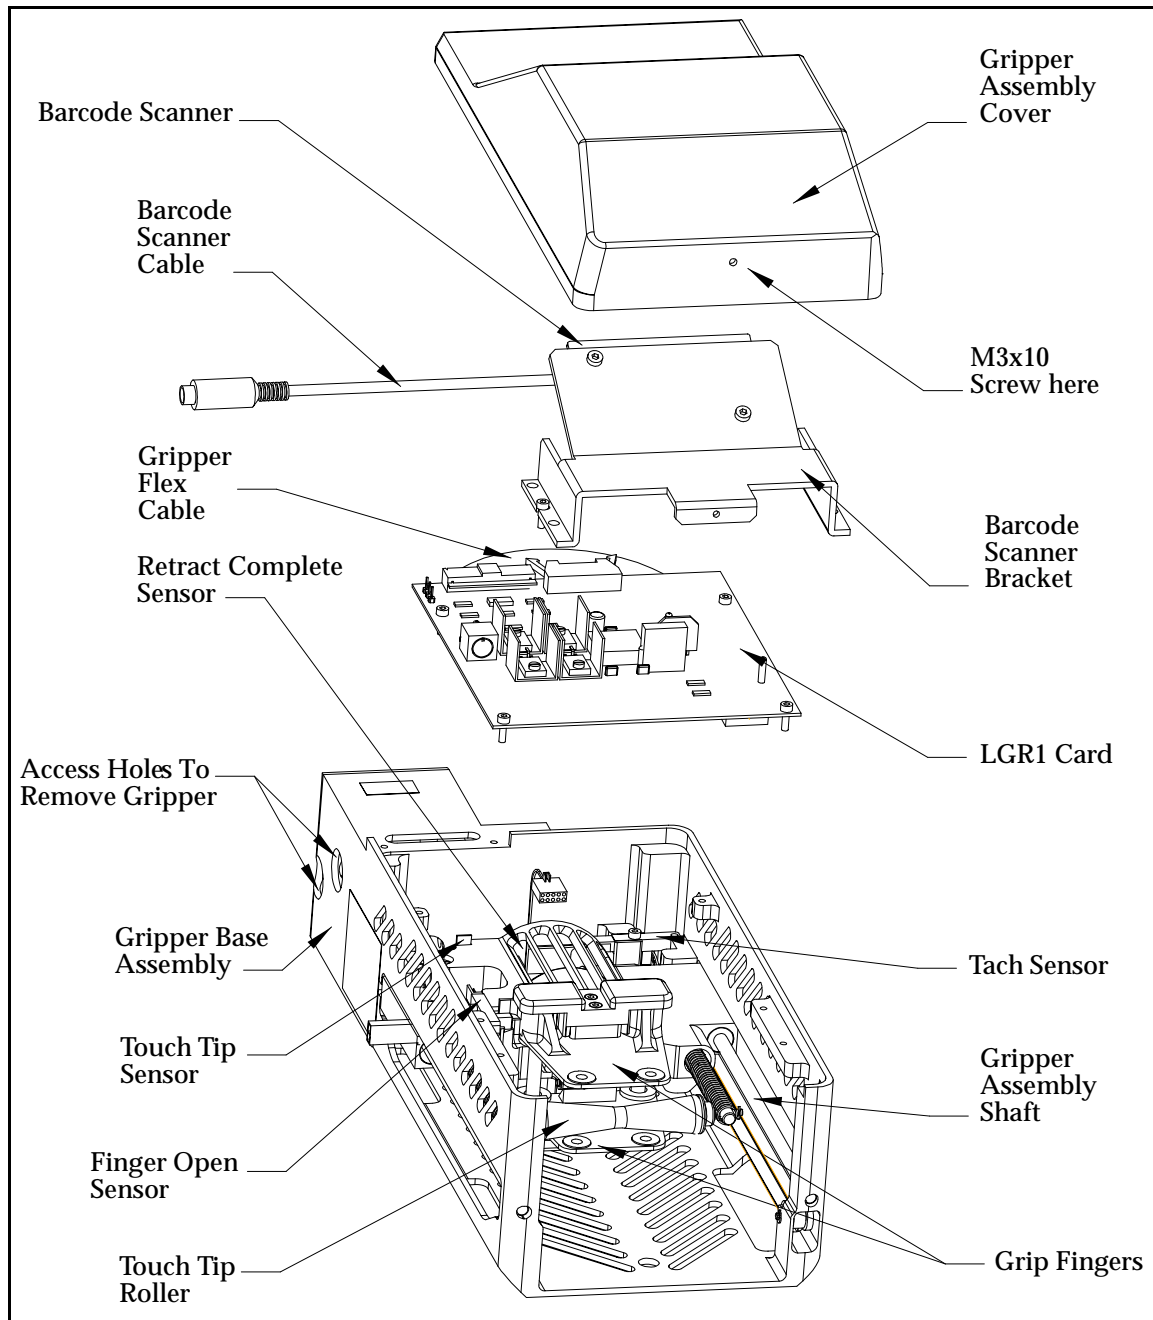 Gripper
Assembly
Cover
Barcode Scanner
Barcode
Scanner
Cable
M3x10
Screw here
Gripper
Flex
Cable
Barcode
Scanner
Bracket
Retract Complete
Sensor
LGR1 Card
Access Holes To
Remove Gripper
Gripper Base
Assembly
Tach Sensor
Touch Tip
Sensor
Gripper
Assembly
Shaft
Finger Open
Sensor
Touch Tip
Roller
Grip Fingers